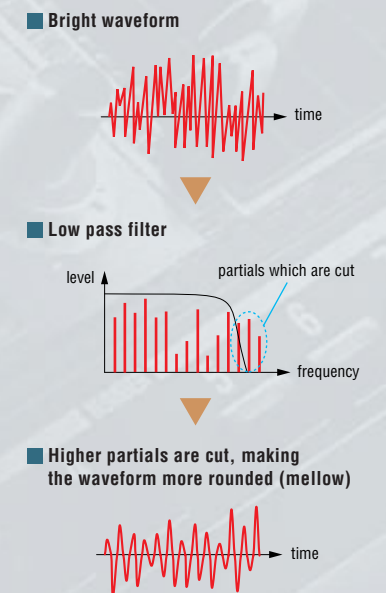 Bright waveform
time
Low pass filter
level
partials which are cut
frequency
Higher partials are cut, making
the waveform more rounded (mellow)
time